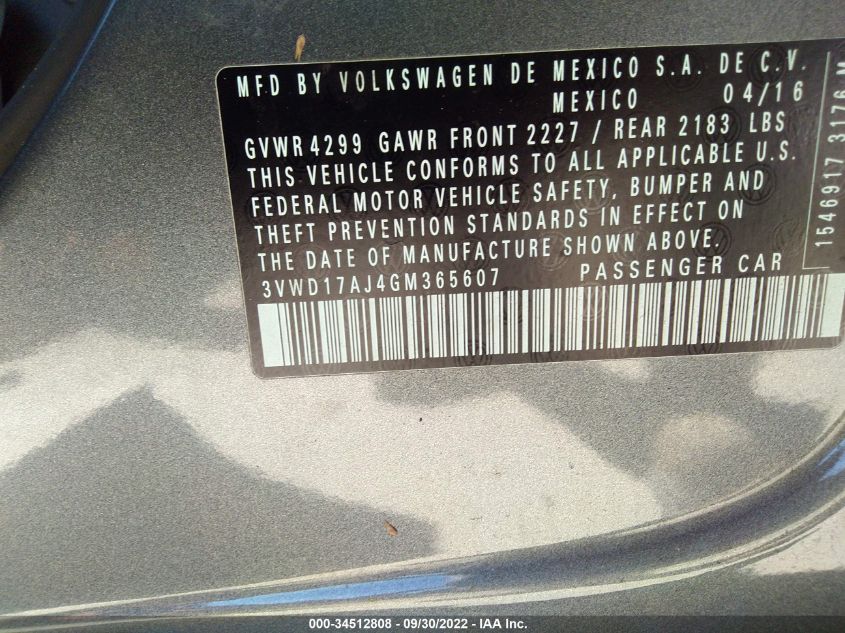 MFD BY VOLKSWAGEN DE MEXICO S.A. DE C.V.
MEXICO 04/16
GVWR 4299 GAWR FRONT 2227 / REAR 2183 LBS
THIS VEHICLE CONFORMS TO ALL APPLICABLE U.S.
FEDERAL MOTOR VEHICLE SAFETY, BUMPER AND
THEFT PREVENTION STANDARDS IN EFFECT ON
THE DATE OF MANUFACTURE SHOWN ABOVE.
3VWD17AJ4GM365607 PASSENGER CAR
1546917 3176 M
000-34512808 - 09/30/2022 - IAA Inc.